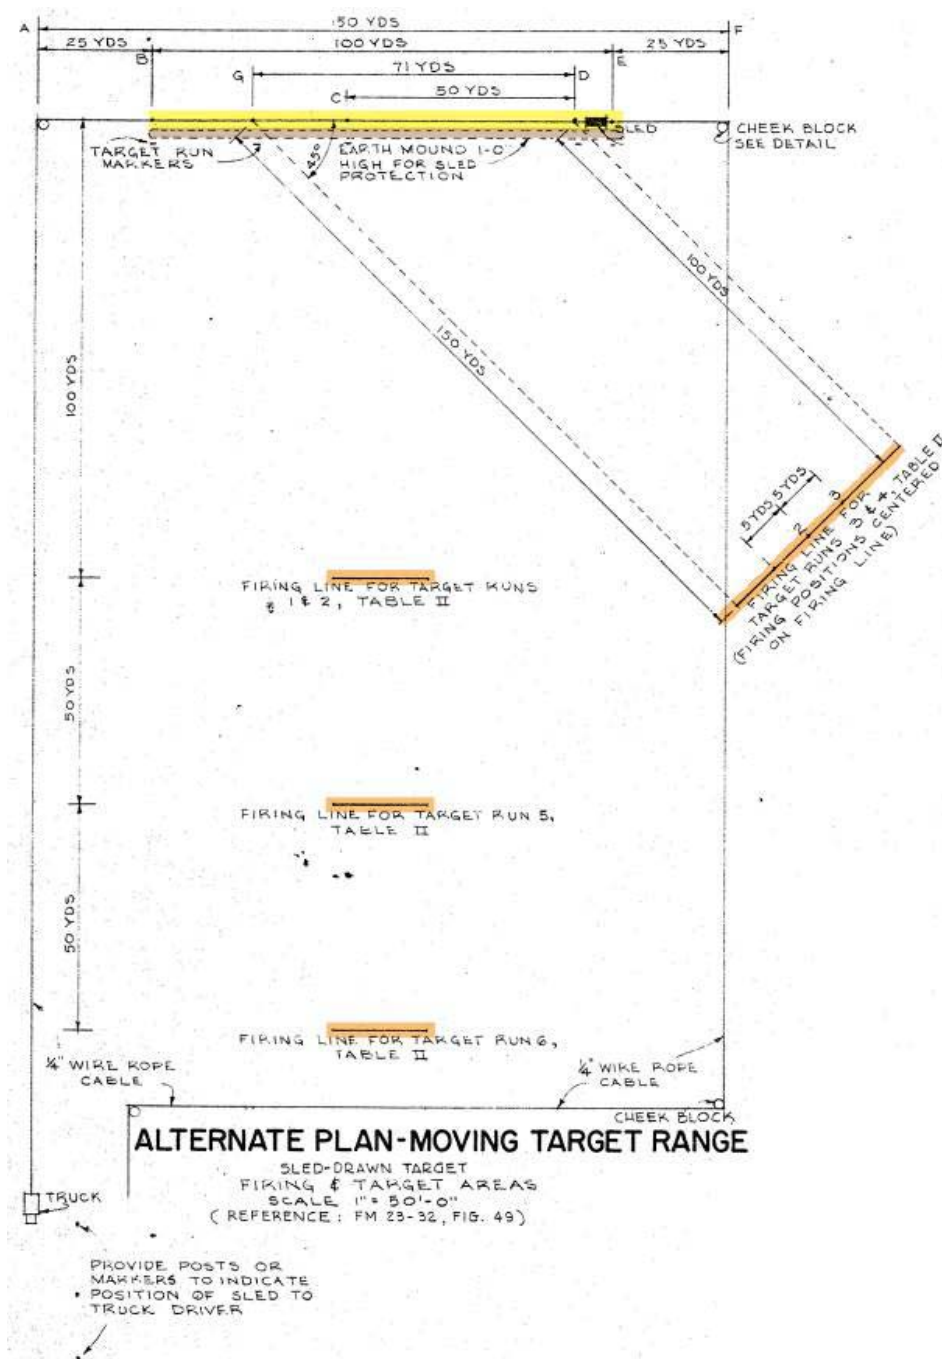 A
150 YDS
F
25 YDS
100 YDS
25 YDS
B
E
G
71 YDS
D
C
50 YDS
SLED
CHEEK BLOCK
SEE DETAIL
TARGET RUN
MARKERS
45°
EARTH MOUND 1-0
HIGH FOR SLED
PROTECTION
100 YDS
150 YDS
100 YDS
5 YDS
5 YDS
2
3
FIRING LINE FOR
TARGET RUNS 3 & 4, TABLE II
(FIRING POSITIONS CENTERED
ON FIRING LINE)
FIRING LINE FOR TARGET RUNS
1 & 2, TABLE II
50 YDS
FIRING LINE FOR TARGET RUN 5,
TABLE II
50 YDS
FIRING LINE FOR TARGET RUN 6,
TABLE II
1/4" WIRE ROPE
CABLE
1/4" WIRE ROPE
CABLE
CHEEK BLOCK
ALTERNATE PLAN-MOVING TARGET RANGE
SLED-DRAWN TARGET
FIRING & TARGET AREAS
SCALE 1"=50'-0"
(REFERENCE: FM 23-32, FIG. 49)
TRUCK
PROVIDE POSTS OR
MARKERS TO INDICATE
POSITION OF SLED TO
TRUCK DRIVER